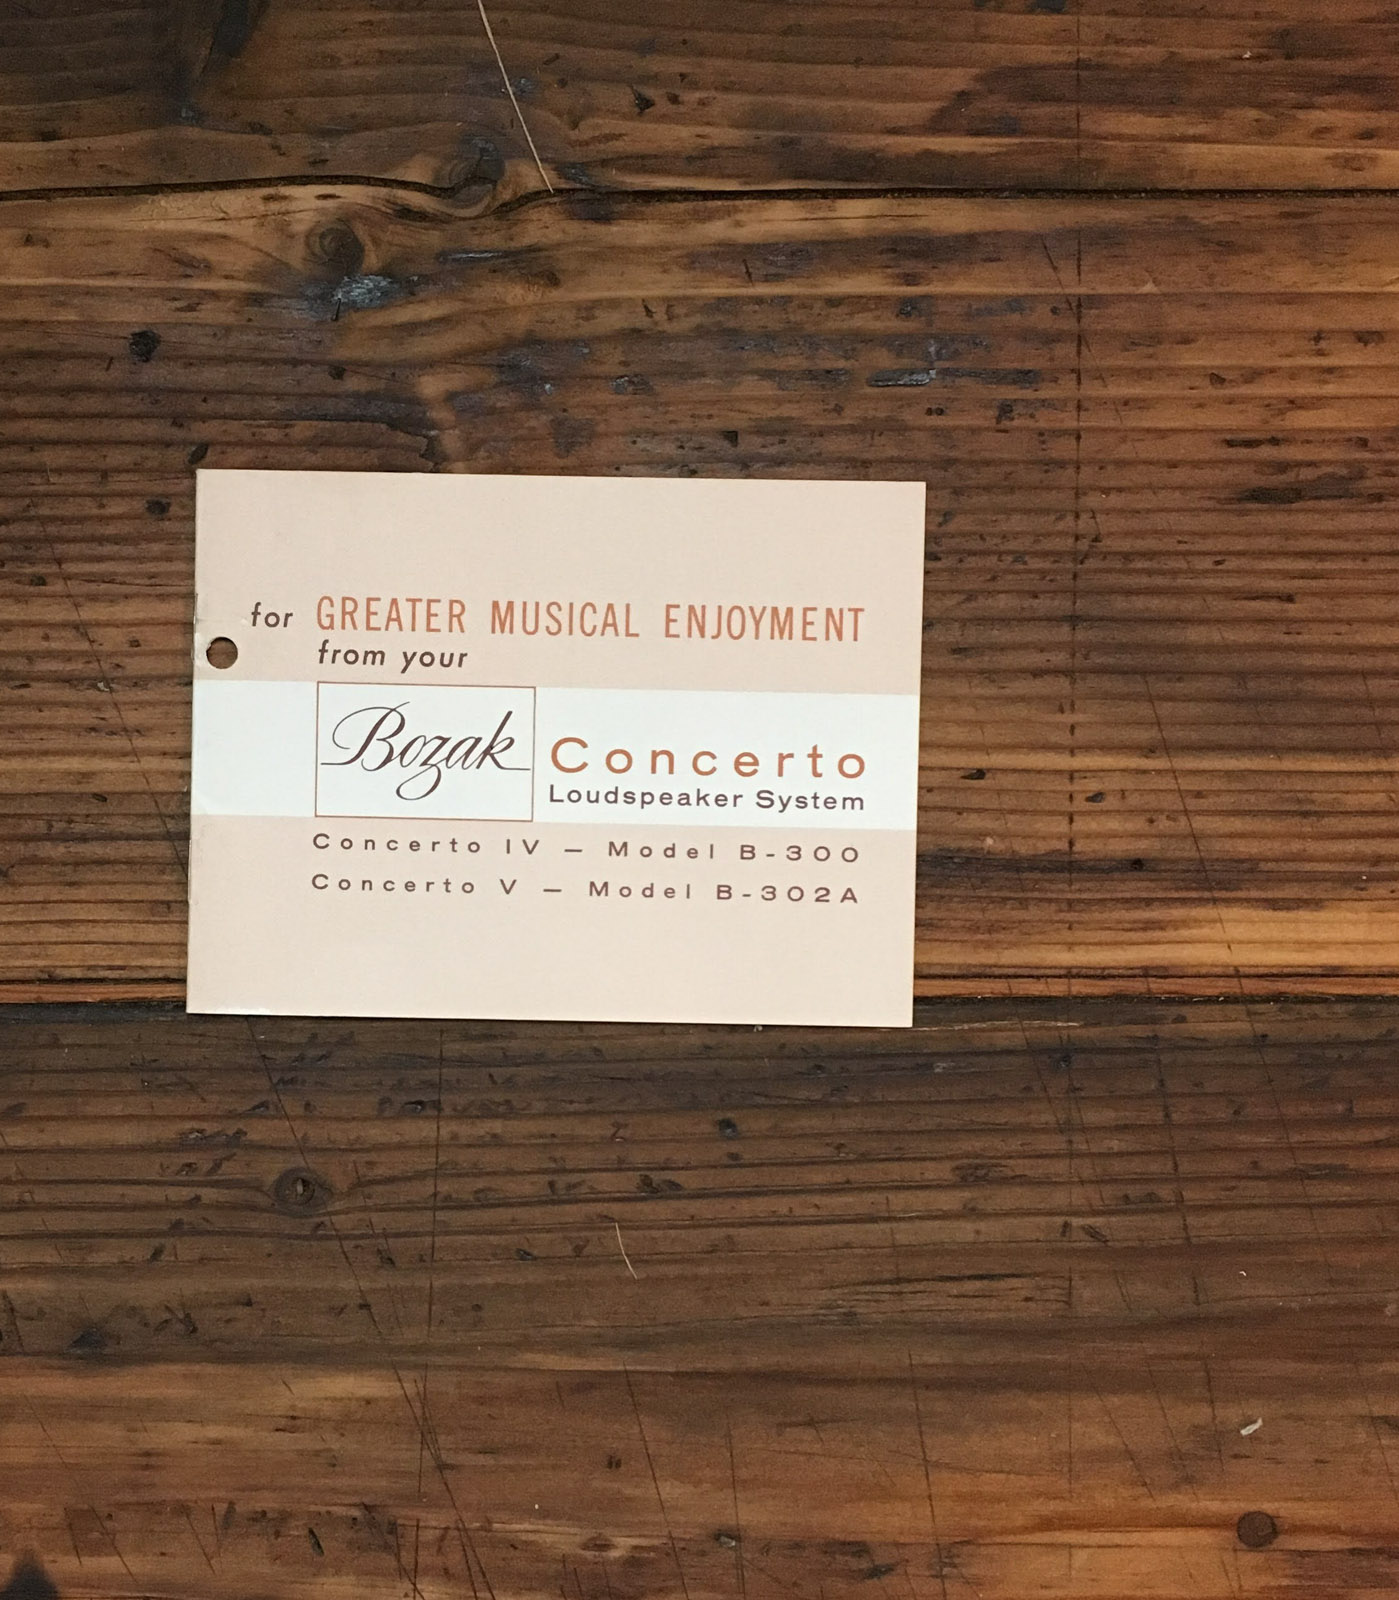 for GREATER MUSICAL ENJOYMENT
from your
Bozak Concerto
Loudspeaker System
Concerto IV — Model B-300
Concerto V — Model B-302A